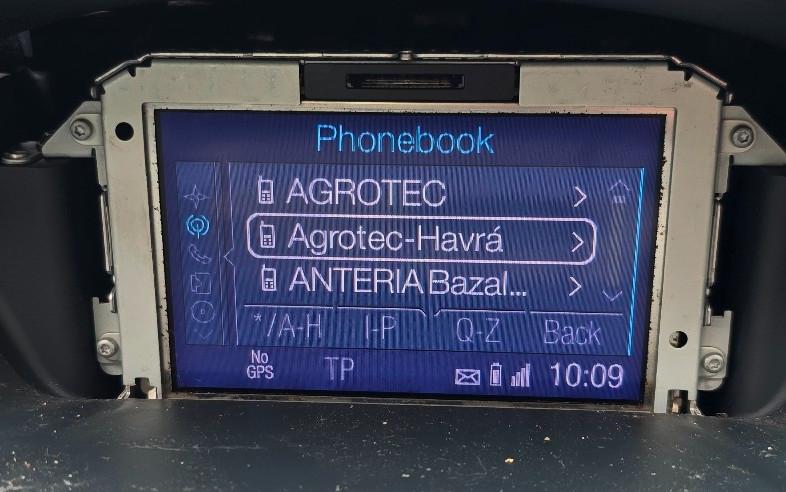 Phonebook
AGROTEC
Agrotec-Havrá
ANTERIA Bazal...
*/A-H I-P Q-Z Back
No GPS TP 10:09